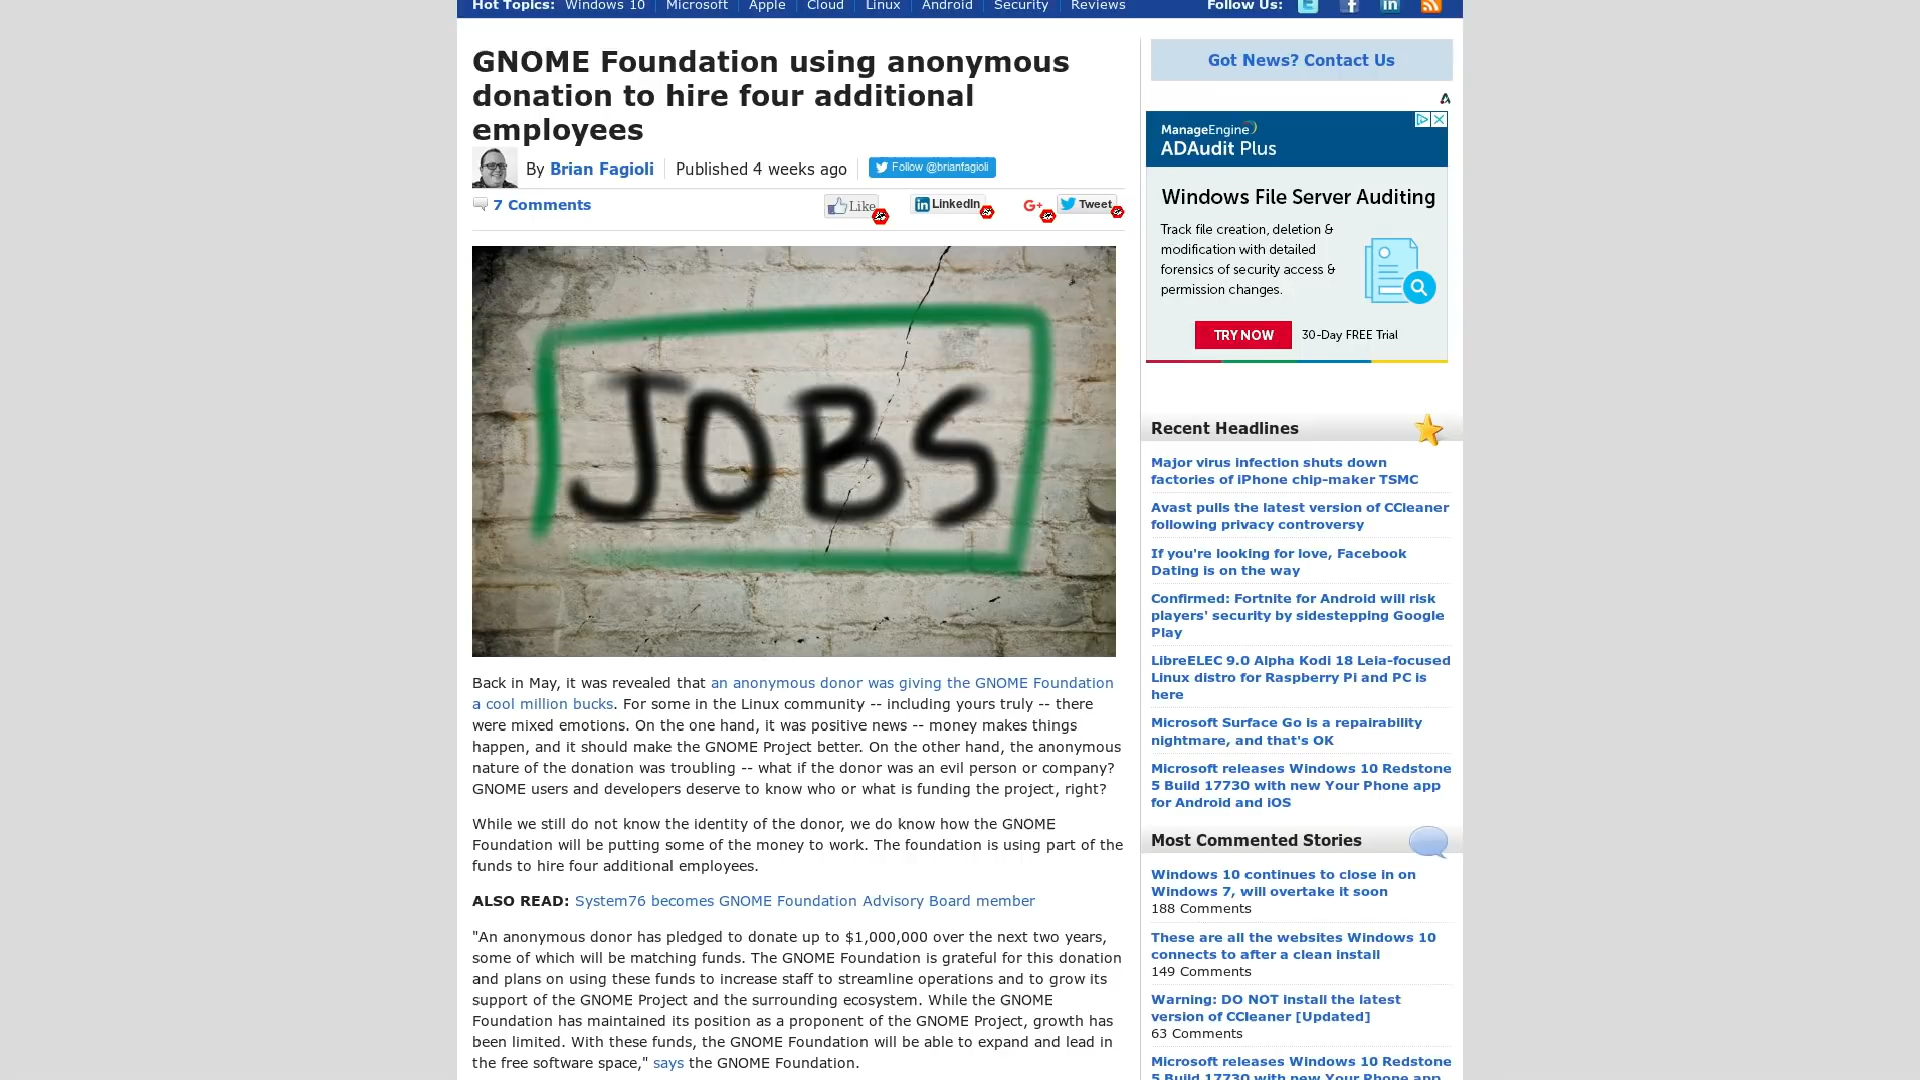 Hot Topics: Windows 10 Microsoft Apple Cloud Linux Android Security Reviews Follow Us:
GNOME Foundation using anonymous
donation to hire four additional
employees
By Brian Fagioli Published 4 weeks ago Follow @brianfagioli
7 Comments Like LinkedIn G+ Tweet
JOBS
Back in May, it was revealed that an anonymous donor was giving the GNOME Foundation
a cool million bucks. For some in the Linux community -- including yours truly -- there
were mixed emotions. On the one hand, it was positive news -- money makes things
happen, and it should make the GNOME Project better. On the other hand, the anonymous
nature of the donation was troubling -- what if the donor was an evil person or company?
GNOME users and developers deserve to know who or what is funding the project, right?
While we still do not know the identity of the donor, we do know how the GNOME
Foundation will be putting some of the money to work. The foundation is using part of the
funds to hire four additional employees.
ALSO READ: System76 becomes GNOME Foundation Advisory Board member
"An anonymous donor has pledged to donate up to $1,000,000 over the next two years,
some of which will be matching funds. The GNOME Foundation is grateful for this donation
and plans on using these funds to increase staff to streamline operations and to grow its
support of the GNOME Project and the surrounding ecosystem. While the GNOME
Foundation has maintained its position as a proponent of the GNOME Project, growth has
been limited. With these funds, the GNOME Foundation will be able to expand and lead in
the free software space," says the GNOME Foundation.
Got News? Contact Us
ManageEngine
ADAudit Plus
Windows File Server Auditing
Track file creation, deletion &
modification with detailed
forensics of security access &
permission changes.
TRY NOW 30-Day FREE Trial
Recent Headlines
Major virus infection shuts down
factories of iPhone chip-maker TSMC
Avast pulls the latest version of CCleaner
following privacy controversy
If you're looking for love, Facebook
Dating is on the way
Confirmed: Fortnite for Android will risk
players' security by sidestepping Google
Play
LibreELEC 9.0 Alpha Kodi 18 Leia-focused
Linux distro for Raspberry Pi and PC is
here
Microsoft Surface Go is a repairability
nightmare, and that's OK
Microsoft releases Windows 10 Redstone
5 Build 17730 with new Your Phone app
for Android and iOS
Most Commented Stories
Windows 10 continues to close in on
Windows 7, will overtake it soon
188 Comments
These are all the websites Windows 10
connects to after a clean install
149 Comments
Warning: DO NOT install the latest
version of CCleaner [Updated]
63 Comments
Microsoft releases Windows 10 Redstone
5 Build 17730 with new Your Phone app